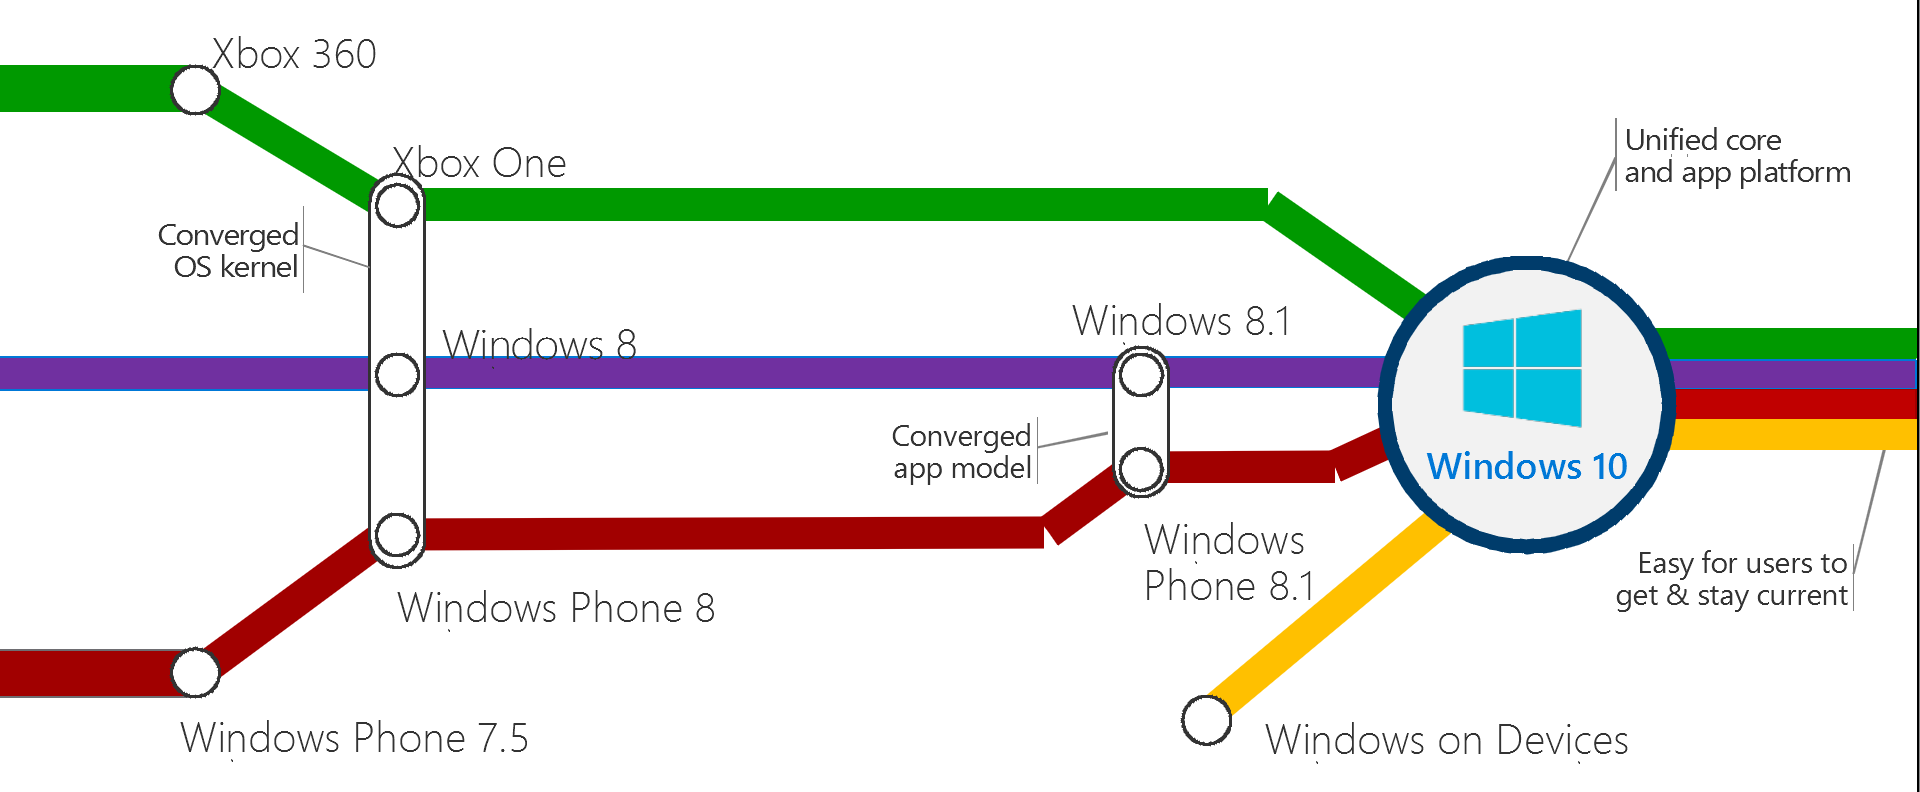 Xbox 360
Xbox One
Unified core
and app platform
Converged
OS kernel
Windows 8
Windows 8.1
Converged
app model
Windows 10
Windows
Phone 8.1
Easy for users to
get & stay current
Windows Phone 8
Windows Phone 7.5
Windows on Devices